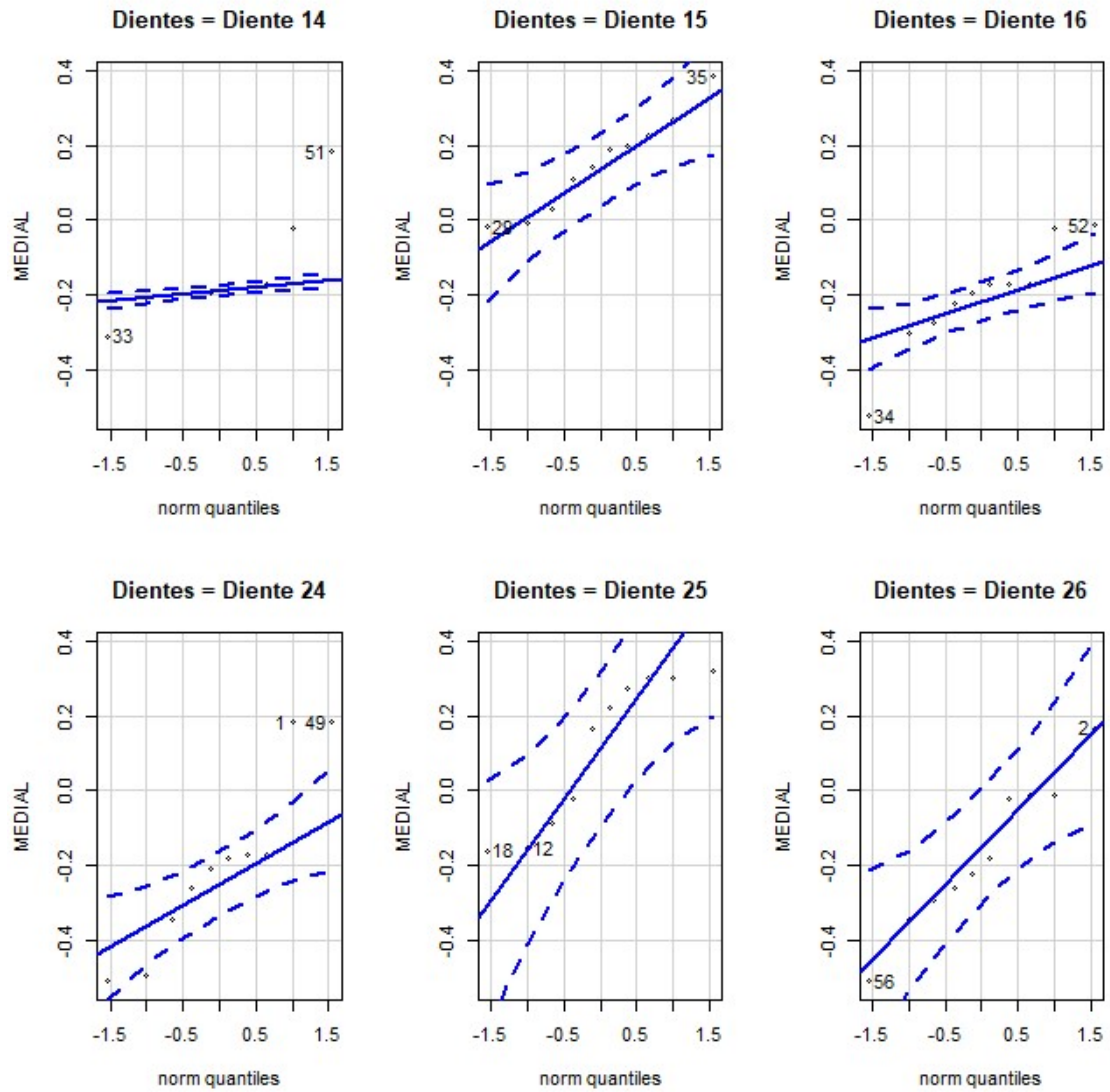 Dientes = Diente 14
MEDIAL
0.4
0.2
0.0
-0.2
-0.4
51
33
-1.5 -0.5 0.5 1.5
norm quantiles
Dientes = Diente 15
MEDIAL
0.4
0.2
0.0
-0.2
-0.4
35
29
-1.5 -0.5 0.5 1.5
norm quantiles
Dientes = Diente 16
MEDIAL
0.4
0.2
0.0
-0.2
-0.4
52
34
-1.5 -0.5 0.5 1.5
norm quantiles
Dientes = Diente 24
MEDIAL
0.4
0.2
0.0
-0.2
-0.4
1 49
-1.5 -0.5 0.5 1.5
norm quantiles
Dientes = Diente 25
MEDIAL
0.4
0.2
0.0
-0.2
-0.4
18 12
-1.5 -0.5 0.5 1.5
norm quantiles
Dientes = Diente 26
MEDIAL
0.4
0.2
0.0
-0.2
-0.4
2
56
-1.5 -0.5 0.5 1.5
norm quantiles